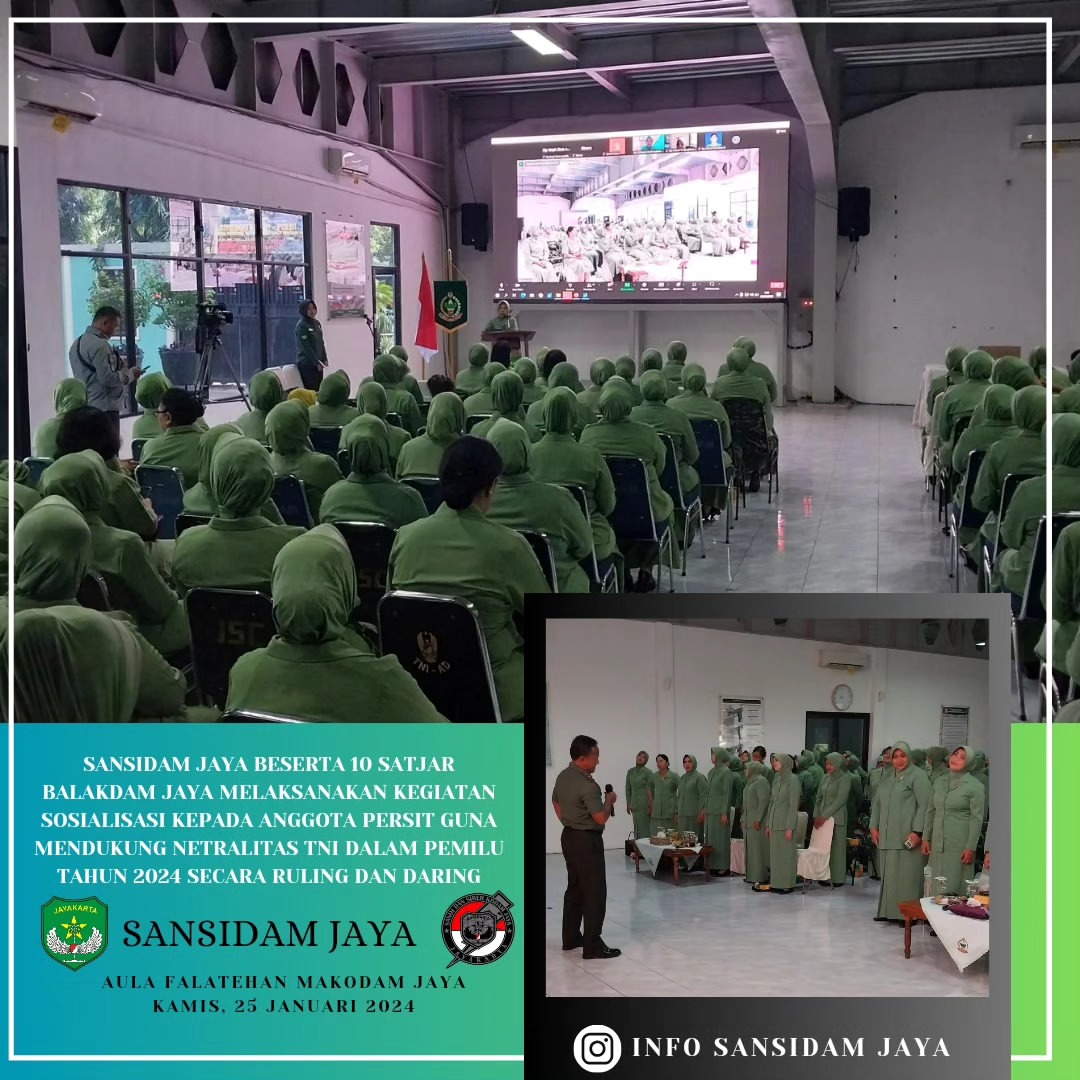 JSC
TNI-AD
SANSIDAM JAYA BESERTA 10 SATJAR
BALAKDAM JAYA MELAKSANAKAN KEGIATAN
SOSIALISASI KEPADA ANGGOTA PERSIT GUNA
MENDUKUNG NETRALITAS TNI DALAM PEMILU
TAHUN 2024 SECARA RULING DAN DARING
JAYAKARTA
SANSIDAM JAYA
JAYAKARTA
AULA FALATEHAN MAKODAM JAYA
KAMIS, 25 JANUARI 2024
INFO SANSIDAM JAYA